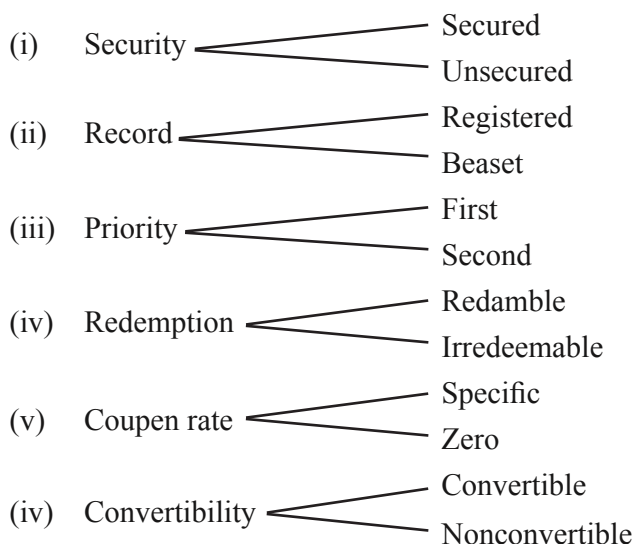 Secured
(i) Security
Unsecured
Registered
(ii) Record
Beaset
First
(iii) Priority
Second
Redamble
(iv) Redemption
Irredeemable
Specific
(v) Coupen rate
Zero
Convertible
(iv) Convertibility
Nonconvertible